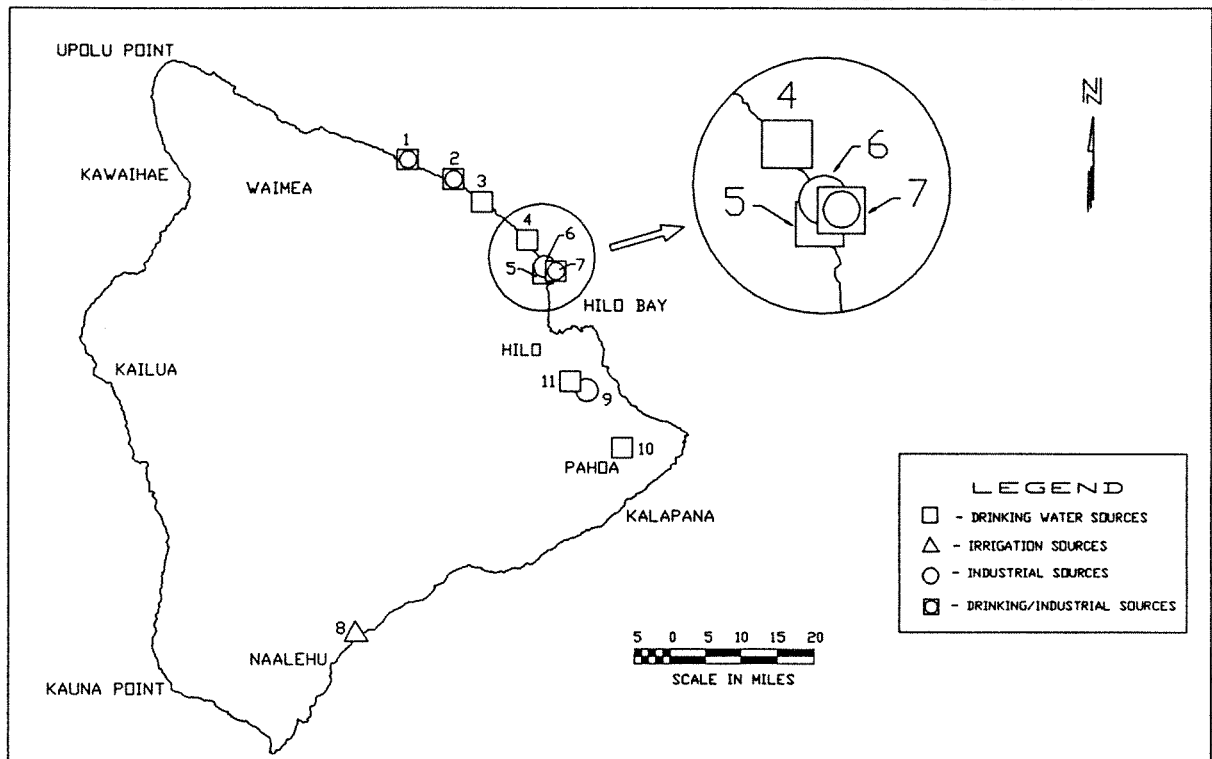 UPOLU POINT
KAWAIHAE
WAIMEA
1
2
3
4
5
6
7
HILO BAY
4
5
6
7
N
HILO
KAILUA
11
9
10
PAHOA
KALAPANA
8
NAALEHU
KAUNA POINT
5 0 5 10 15 20
SCALE IN MILES
LEGEND
- DRINKING WATER SOURCES
- IRRIGATION SOURCES
- INDUSTRIAL SOURCES
- DRINKING/INDUSTRIAL SOURCES